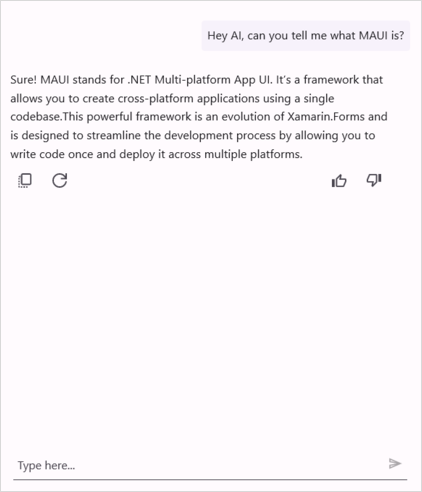 Hey AI, can you tell me what MAUI is?
Sure! MAUI stands for .NET Multi-platform App UI. It's a framework that
allows you to create cross-platform applications using a single
codebase.This powerful framework is an evolution of Xamarin.Forms and
is designed to streamline the development process by allowing you to
write code once and deploy it across multiple platforms.
Type here...